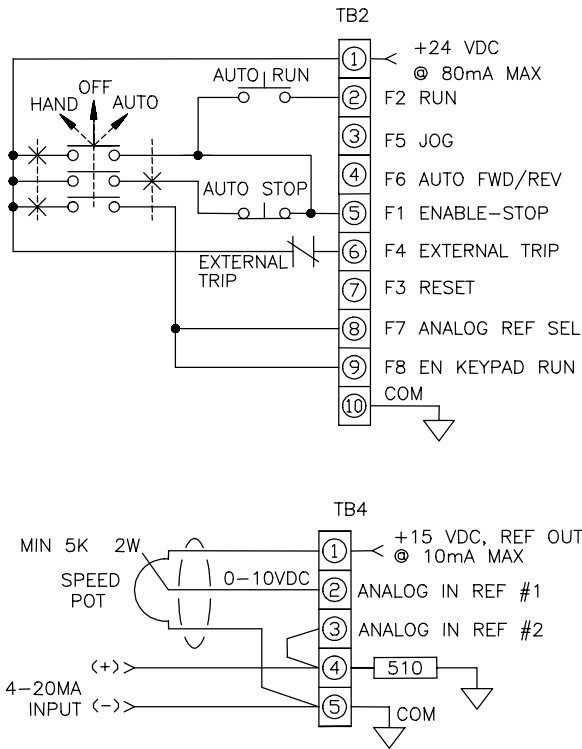 TB2
1
+24 VDC
@ 80mA MAX
AUTO RUN
OFF
HAND
AUTO
2
F2 RUN
3
F5 JOG
4
F6 AUTO FWD/REV
AUTO STOP
5
F1 ENABLE-STOP
6
F4 EXTERNAL TRIP
EXTERNAL
TRIP
7
F3 RESET
8
F7 ANALOG REF SEL
9
F8 EN KEYPAD RUN
10
COM
TB4
1
+15 VDC, REF OUT
@ 10mA MAX
MIN 5K 2W
SPEED
POT
0-10VDC
2
ANALOG IN REF #1
3
ANALOG IN REF #2
(+)
4
510
4-20MA
INPUT (-)
5
COM